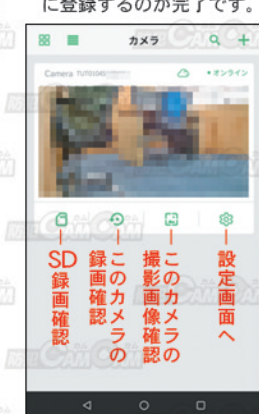 に登録するのが完了です。
カメラ
Camera
• オンライン
SD録画確認
このカメラの録画確認
このカメラの撮影画像確認
設定画面へ